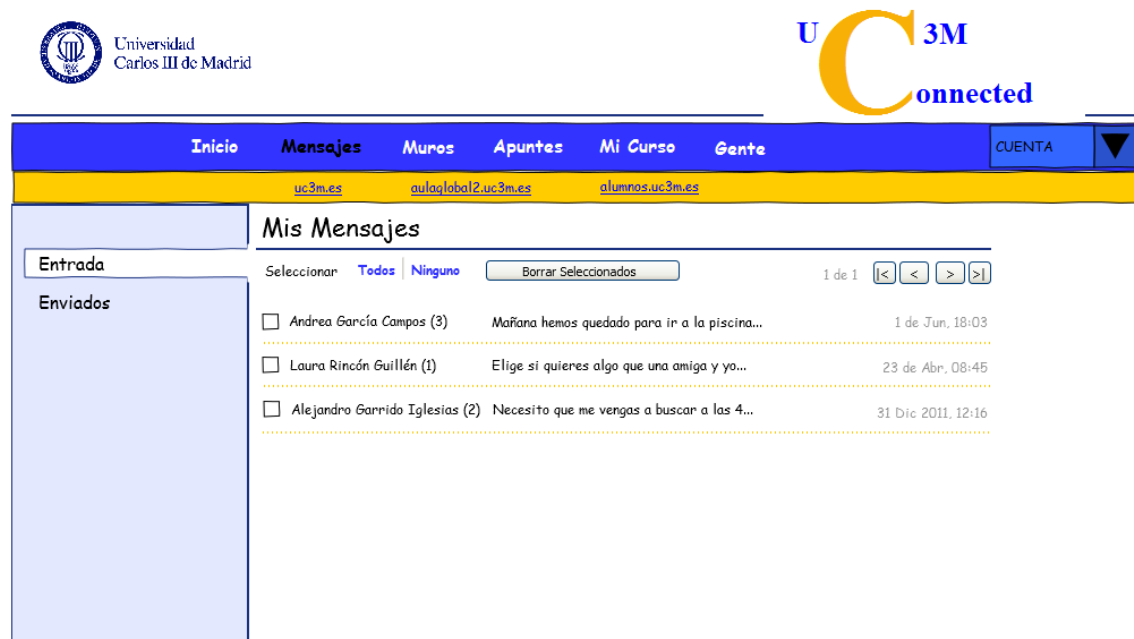 Universidad
Carlos III de Madrid
U C 3M
onnected
Inicio Mensajes Muros Apuntes Mi Curso Gente CUENTA
uc3m.es aulaglobal2.uc3m.es alumnos.uc3m.es
Mis Mensajes
Entrada
Enviados
Seleccionar Todos Ninguno Borrar Seleccionados 1 de 1 |< < > >|
Andrea García Campos (3) Mañana hemos quedado para ir a la piscina... 1 de Jun, 18:03
Laura Rincón Guillén (1) Elige si quieres algo que una amiga y yo... 23 de Abr, 08:45
Alejandro Garrido Iglesias (2) Necesito que me vengas a buscar a las 4... 31 Dic 2011, 12:16